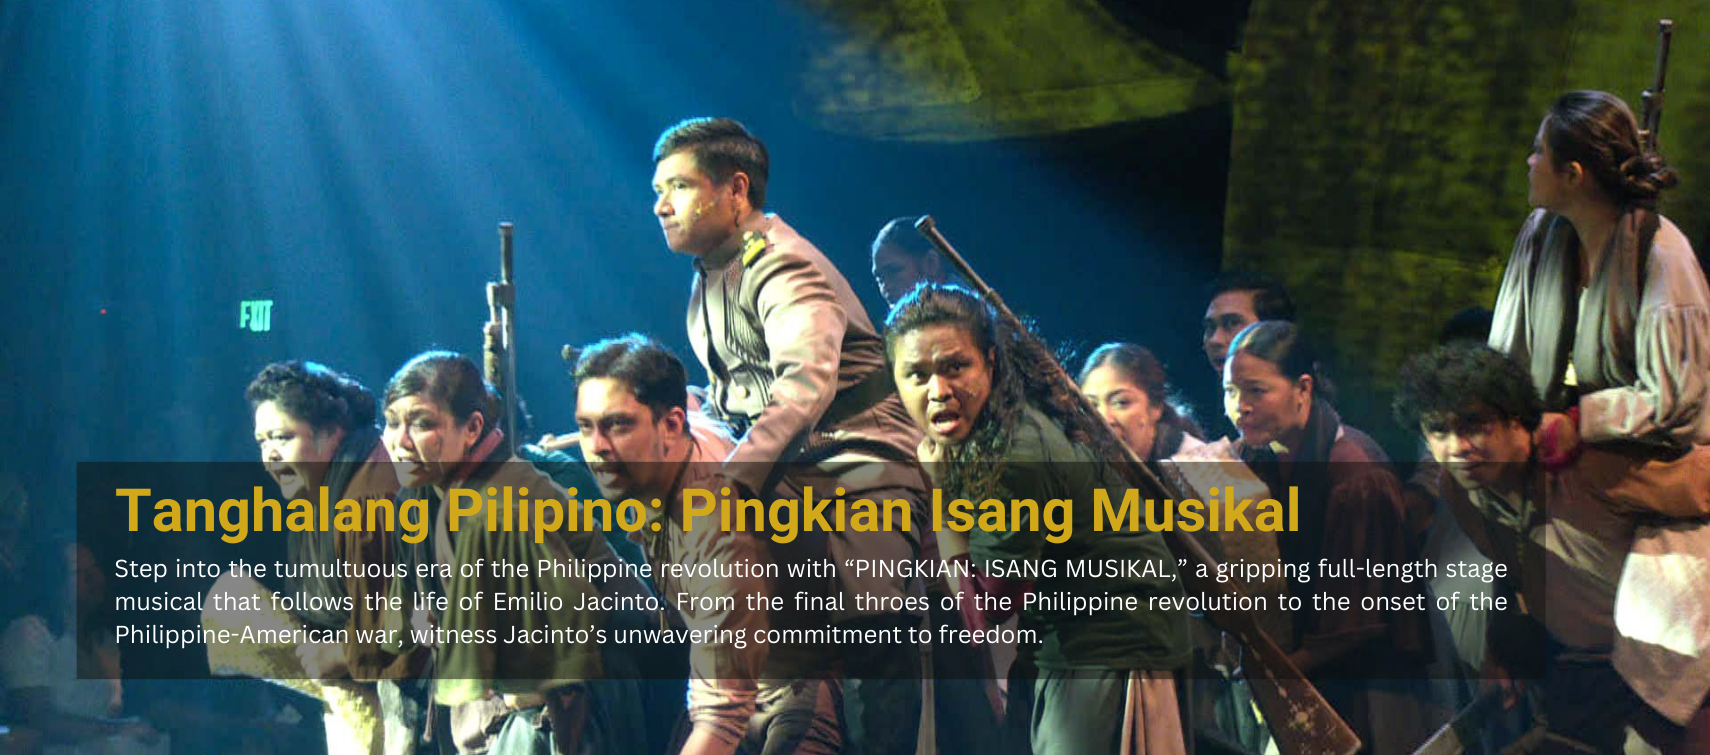 EXIT
Tanghalang Pilipino: Pingkian Isang Musikal
Step into the tumultuous era of the Philippine revolution with “PINGKIAN: ISANG MUSIKAL,” a gripping full-length stage
musical that follows the life of Emilio Jacinto. From the final throes of the Philippine revolution to the onset of the
Philippine-American war, witness Jacinto’s unwavering commitment to freedom.